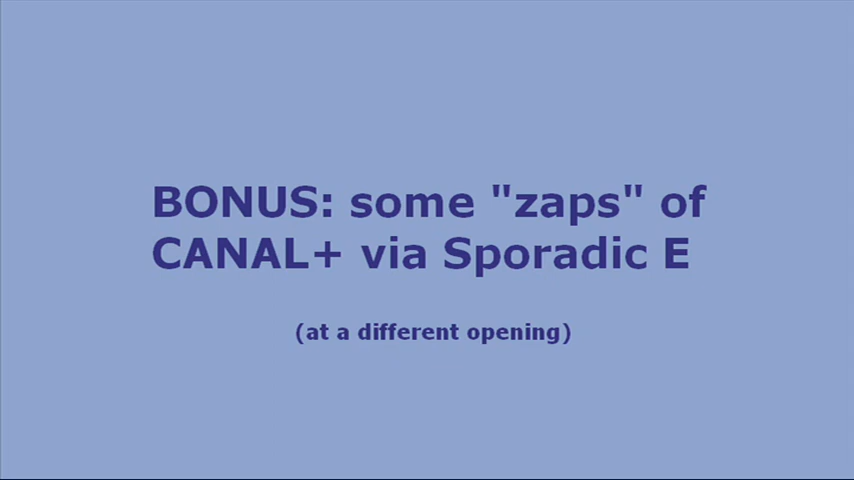 BONUS: some "zaps" of
CANAL+ via Sporadic E
(at a different opening)